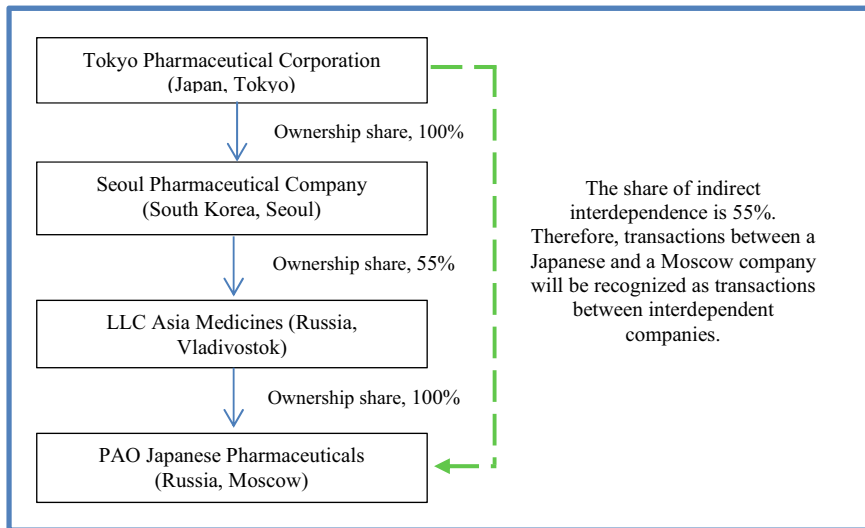 Tokyo Pharmaceutical Corporation
(Japan, Tokyo)
Ownership share, 100%
Seoul Pharmaceutical Company
(South Korea, Seoul)
Ownership share, 55%
LLC Asia Medicines (Russia,
Vladivostok)
Ownership share, 100%
PAO Japanese Pharmaceuticals
(Russia, Moscow)
The share of indirect
interdependence is 55%.
Therefore, transactions between a
Japanese and a Moscow company
will be recognized as transactions
between interdependent
companies.